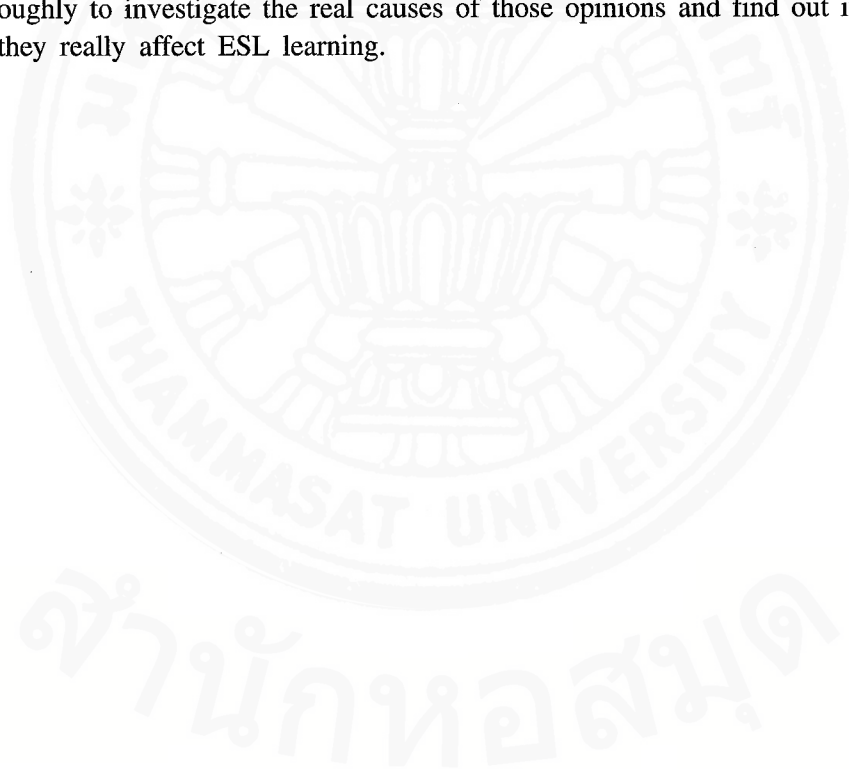 oughly to investigate the real causes of those opinions and find out
they really affect ESL learning.
THAMMASAT UNIVERSITY
สำนักหอสมุด